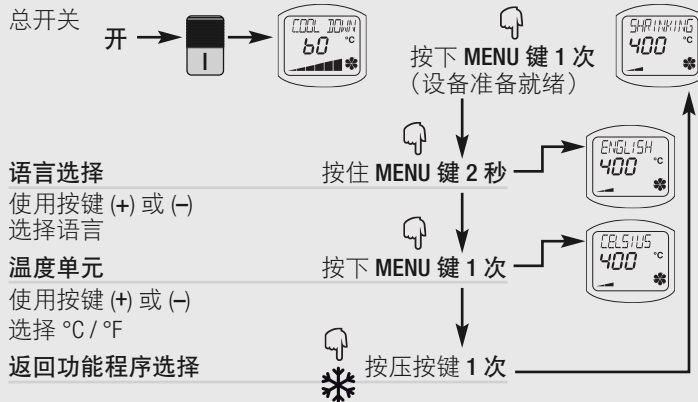 总开关
开
I
COOL DOWN
60 °C
按下 MENU 键 1 次
（设备准备就绪）
SHRINKING
400 °C
语言选择
按住 MENU 键 2 秒
ENGLISH
400 °C
使用按键 (+) 或 (–)
选择语言
温度单元
按下 MENU 键 1 次
CELSIUS
400 °C
使用按键 (+) 或 (–)
选择 °C / °F
返回功能程序选择
按压按键 1 次